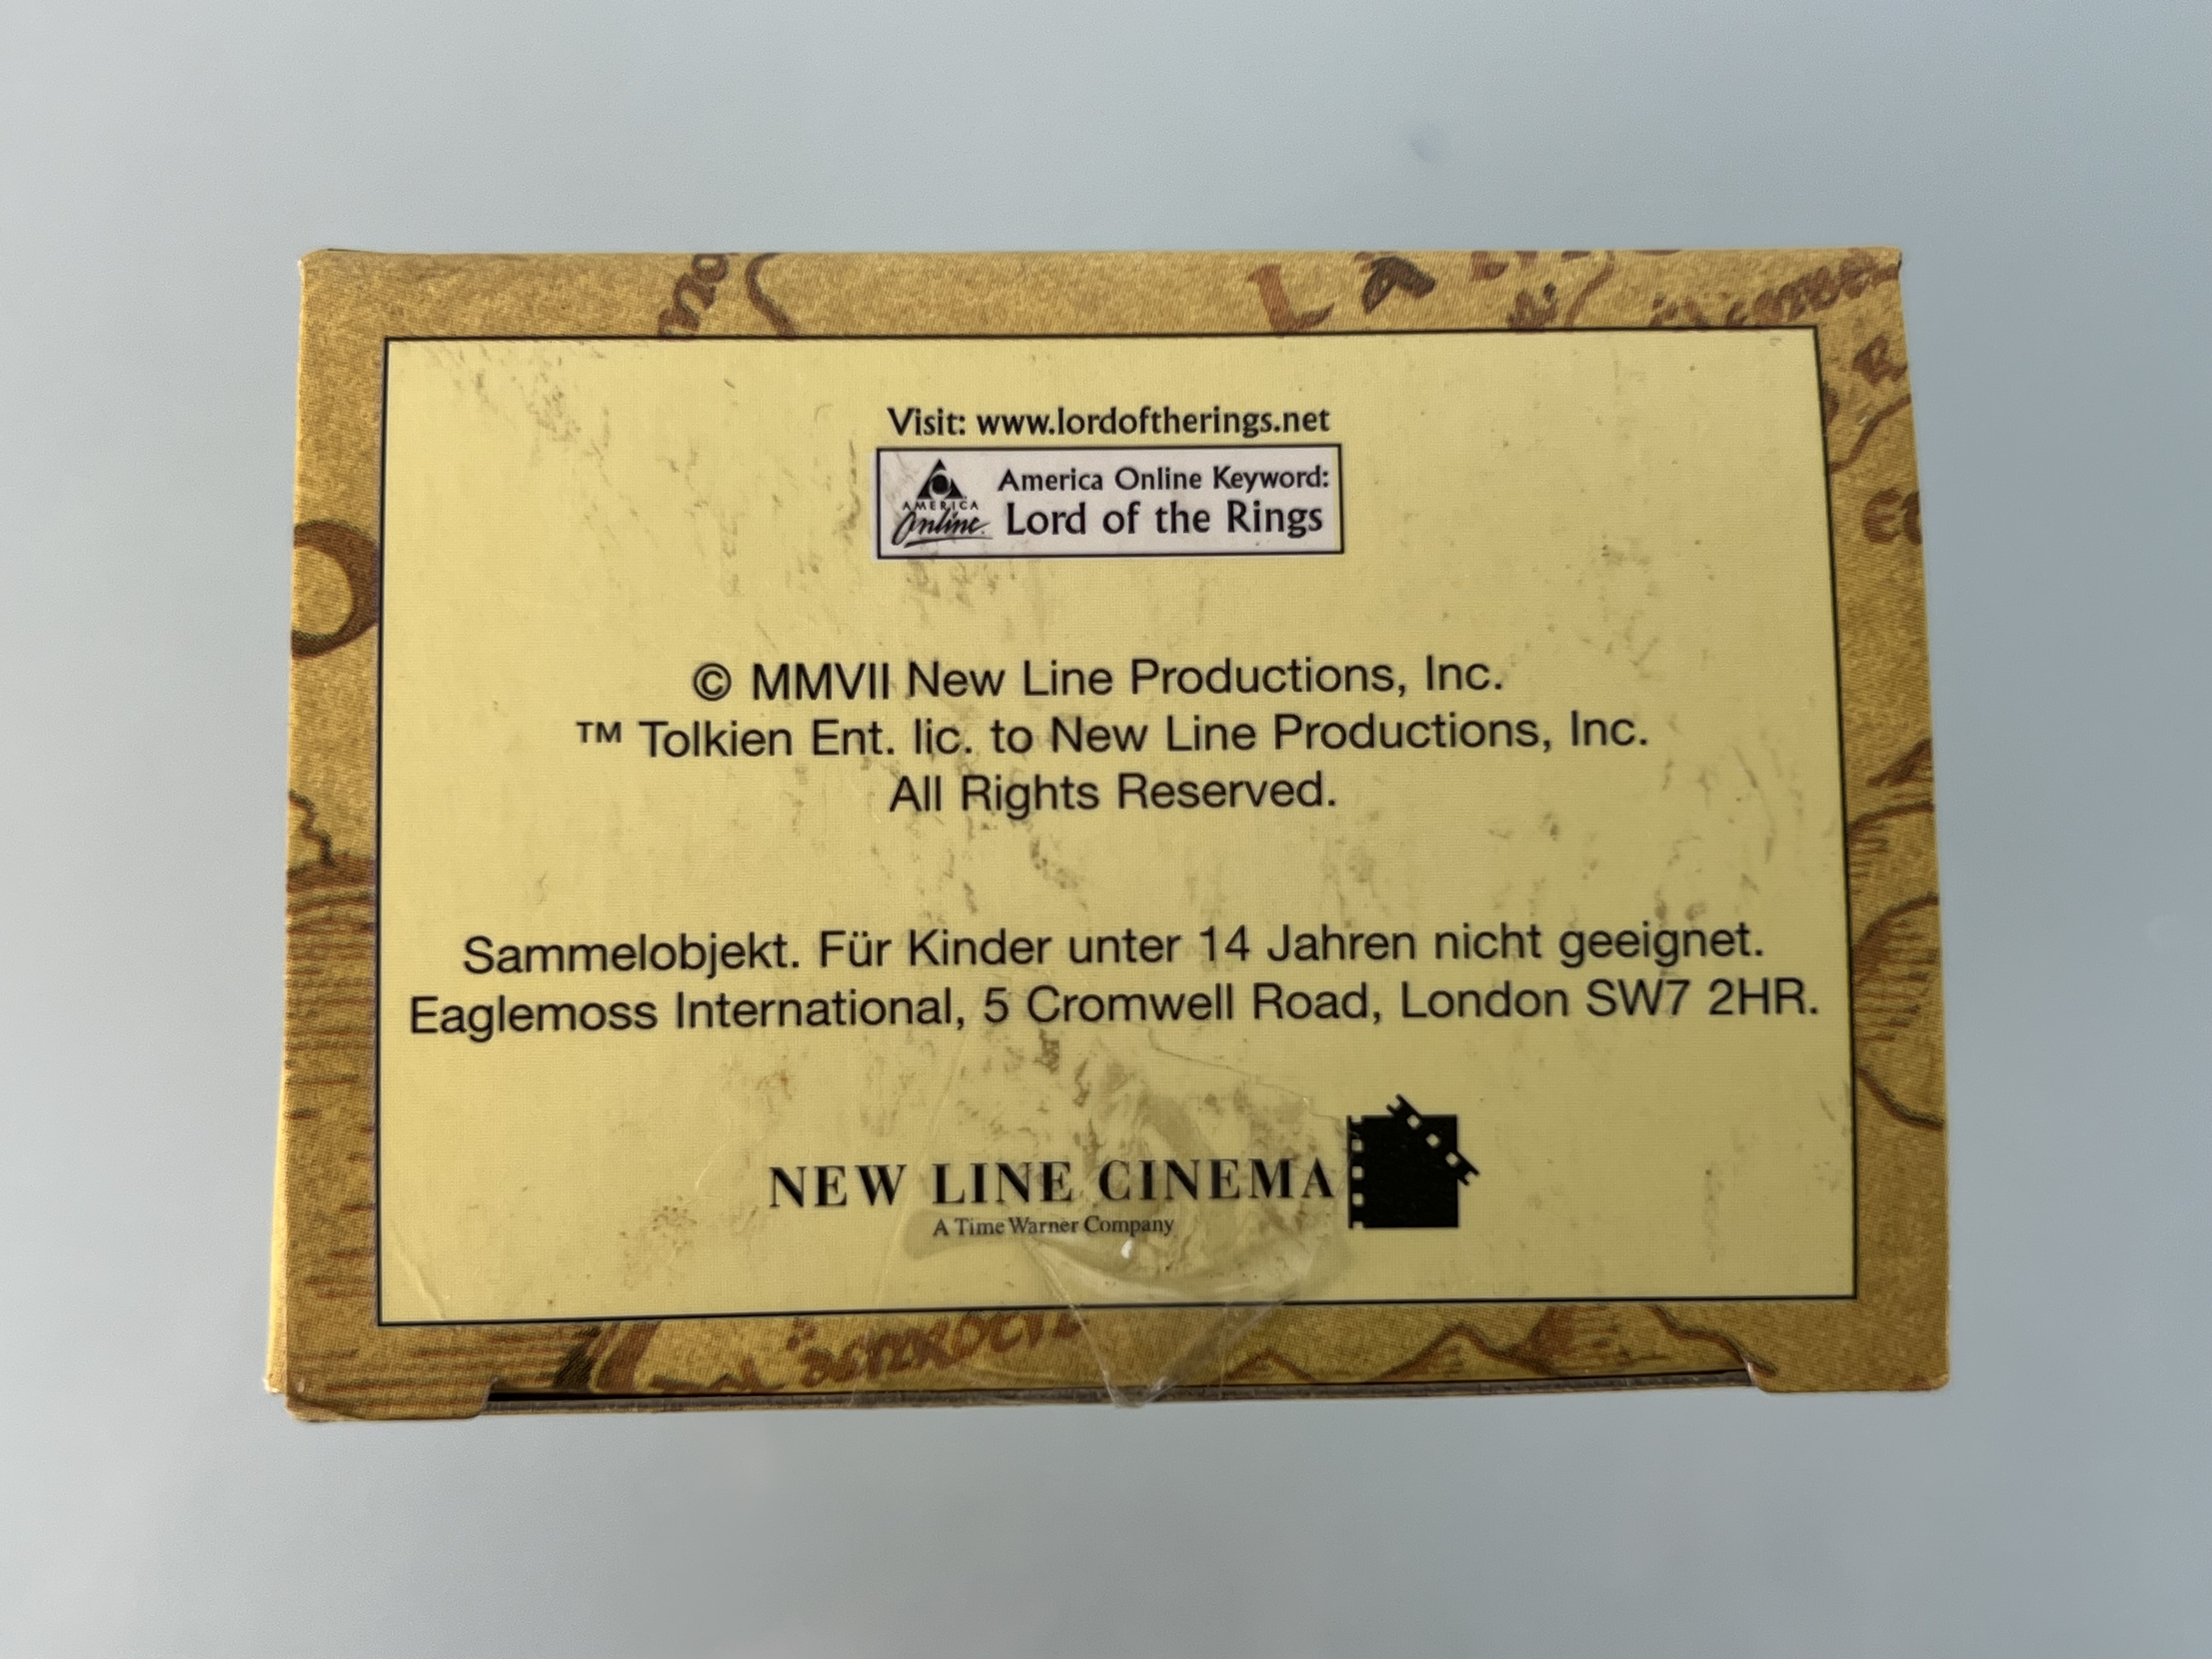 Visit: www.lordoftherings.net
AMERICA
Online
America Online Keyword:
Lord of the Rings
© MMVII New Line Productions, Inc.
™ Tolkien Ent. lic. to New Line Productions, Inc.
All Rights Reserved.
Sammelobjekt. Für Kinder unter 14 Jahren nicht geeignet.
Eaglemoss International, 5 Cromwell Road, London SW7 2HR.
NEW LINE CINEMA
A Time Warner Company